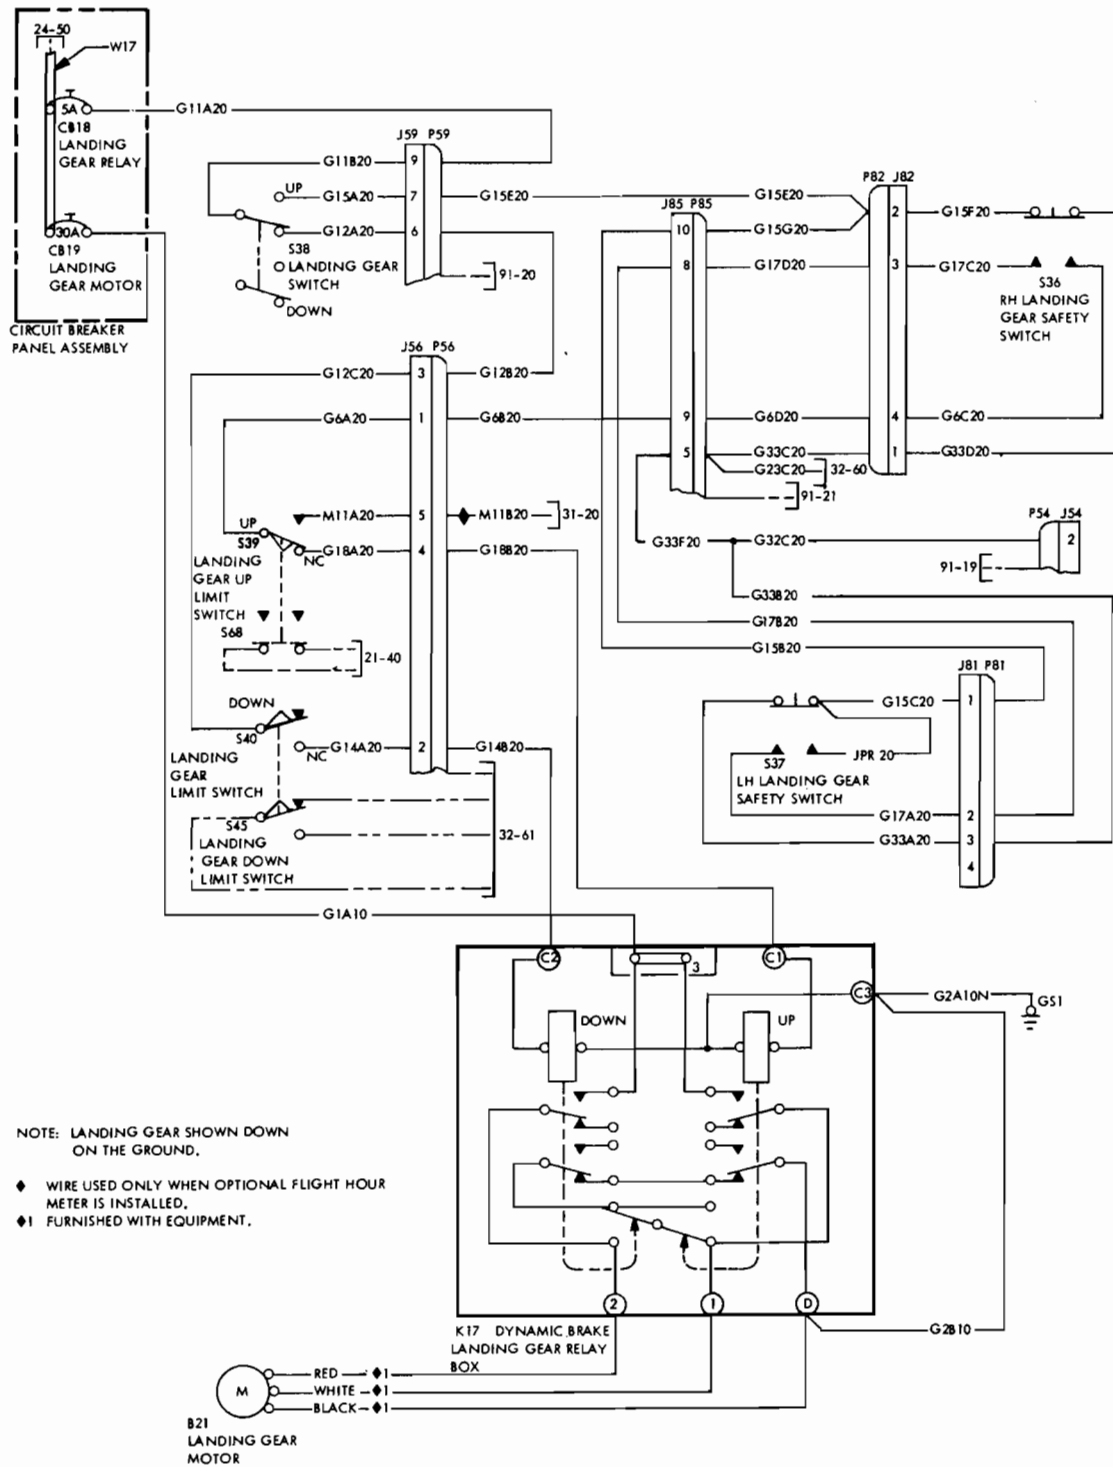 24-50
W17
5A
G11A20
CB18
LANDING
GEAR RELAY
30A
CB19
LANDING
GEAR MOTOR
CIRCUIT BREAKER
PANEL ASSEMBLY
J59 P59
G11B20
9
UP
G15A20
7
G15E20
G15E20
G12A20
6
S38
LANDING GEAR
SWITCH
DOWN
91-20
J85 P85
10
G15G20
8
G17D20
P82 J82
2
G15F20
3
G17C20
S36
RH LANDING
GEAR SAFETY
SWITCH
J56 P56
G12C20
3
G12B20
G6A20
1
G6B20
9
G6D20
4
G6C20
5
G33C20
1
G33D20
G23C20
32-60
91-21
UP
M11A20
5
M11B20
31-20
S39
G18A20
4
G18B20
NC
LANDING
GEAR UP
LIMIT
SWITCH
S68
21-40
G33F20
G32C20
P54 J54
2
91-19
G33B20
G17B20
G15B20
DOWN
S40
NC
G14A20
2
G14B20
LANDING
GEAR
LIMIT SWITCH
S45
LANDING
GEAR DOWN
LIMIT SWITCH
32-61
J81 P81
G15C20
1
S37
JPR 20
LH LANDING GEAR
SAFETY SWITCH
G17A20
2
G33A20
3
4
G1A10
C2
3
C1
C3
G2A10N
GS1
DOWN
UP
NOTE: LANDING GEAR SHOWN DOWN
ON THE GROUND.
♦ WIRE USED ONLY WHEN OPTIONAL FLIGHT HOUR
METER IS INSTALLED.
♦1 FURNISHED WITH EQUIPMENT.
2
1
D
G2B10
K17 DYNAMIC BRAKE
LANDING GEAR RELAY
BOX
M
RED ♦1
WHITE ♦1
BLACK ♦1
B21
LANDING GEAR
MOTOR